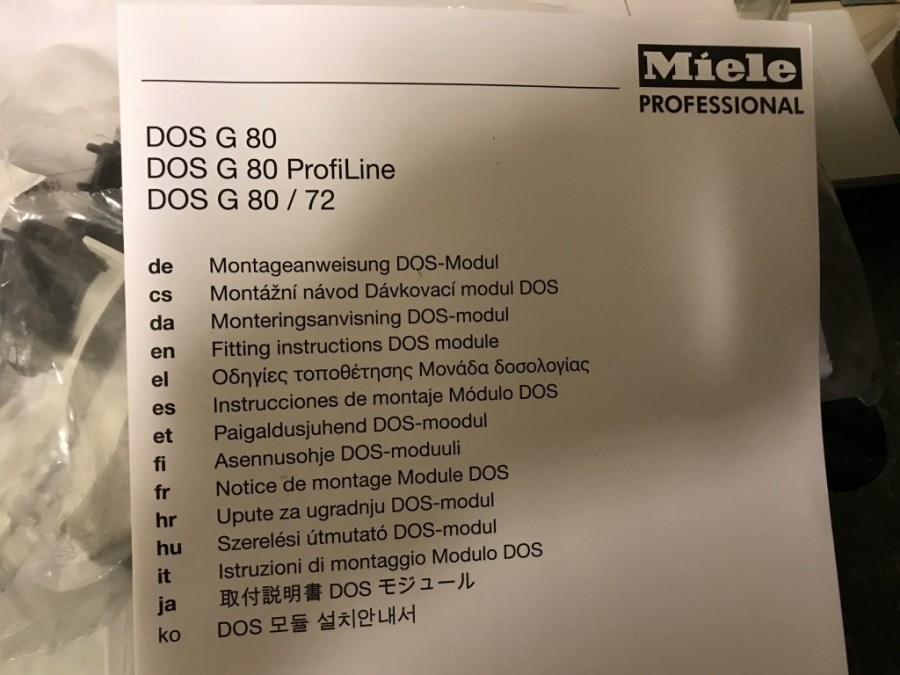 Miele
PROFESSIONAL
DOS G 80
DOS G 80 ProfiLine
DOS G 80 / 72
de Montageanweisung DOS-Modul
cs Montážní návod Dávkovací modul DOS
da Monteringsanvisning DOS-modul
en Fitting instructions DOS module
el Οδηγίες τοποθέτησης Μονάδα δοσολογίας
es Instrucciones de montaje Módulo DOS
et Paigaldusjuhend DOS-moodul
fi Asennusohje DOS-moduuli
fr Notice de montage Module DOS
hr Upute za ugradnju DOS-modul
hu Szerelési útmutató DOS-modul
it Istruzioni di montaggio Modulo DOS
ja 取付説明書 DOS モジュール
ko DOS 모듈 설치안내서